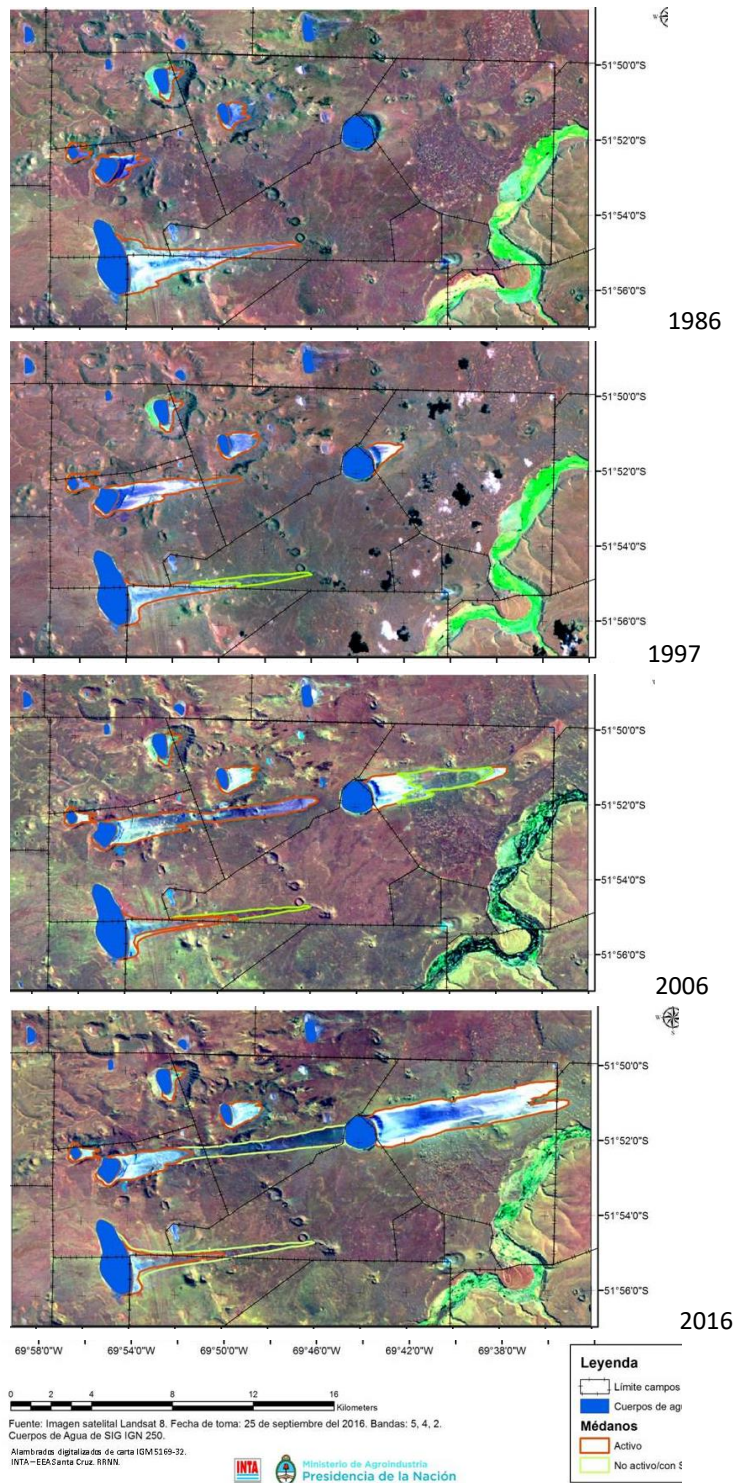 W
51°50'0"S
51°52'0"S
51°54'0"S
51°56'0"S
1986
51°50'0"S
51°52'0"S
51°54'0"S
51°56'0"S
1997
51°50'0"S
51°52'0"S
51°54'0"S
51°56'0"S
2006
W
S
51°50'0"S
51°52'0"S
51°54'0"S
51°56'0"S
2016
69°58'0"W 69°54'0"W 69°50'0"W 69°46'0"W 69°42'0"W 69°38'0"W
0 2 4 8 12 16
Kilometers
Fuente: Imagen satelital Landsat 8. Fecha de toma: 25 de septiembre del 2016. Bandas: 5, 4, 2.
Cuerpos de Agua de SIG IGN 250.
Alambrados digitalizados de carta IGM 5169-32.
INTA-EEA Santa Cruz. RRNN.
INTA
Ministerio de Agroindustria
Presidencia de la Nación
Leyenda
Límite campos
Cuerpos de agu
Médanos
Activo
No activo/con S